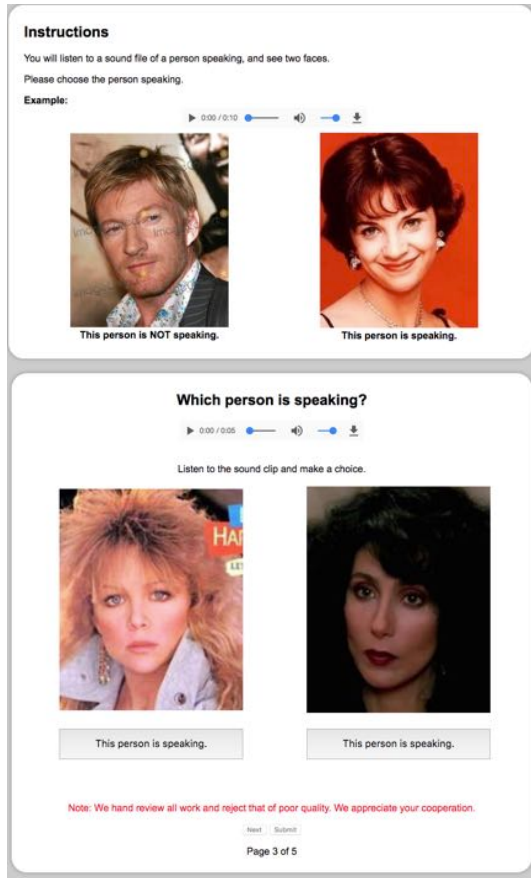 Instructions
You will listen to a sound file of a person speaking, and see two faces.
Please choose the person speaking.
Example:
0:00 / 0:10
This person is NOT speaking.
This person is speaking.
Which person is speaking?
0:00 / 0:05
Listen to the sound clip and make a choice.
HAR
This person is speaking.
This person is speaking.
Note: We hand review all work and reject that of poor quality. We appreciate your cooperation.
Next Submit
Page 3 of 5